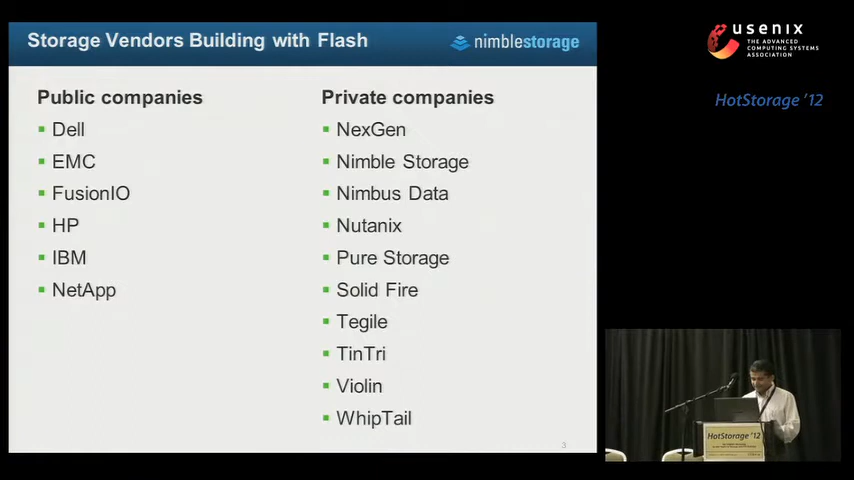 Storage Vendors Building with Flash
nimblestorage
Public companies
Dell
EMC
FusionIO
HP
IBM
NetApp
Private companies
NexGen
Nimble Storage
Nimbus Data
Nutanix
Pure Storage
Solid Fire
Tegile
TinTri
Violin
WhipTail
3
usenix
THE ADVANCED
COMPUTING SYSTEMS
ASSOCIATION
HotStorage '12
HotStorage '12